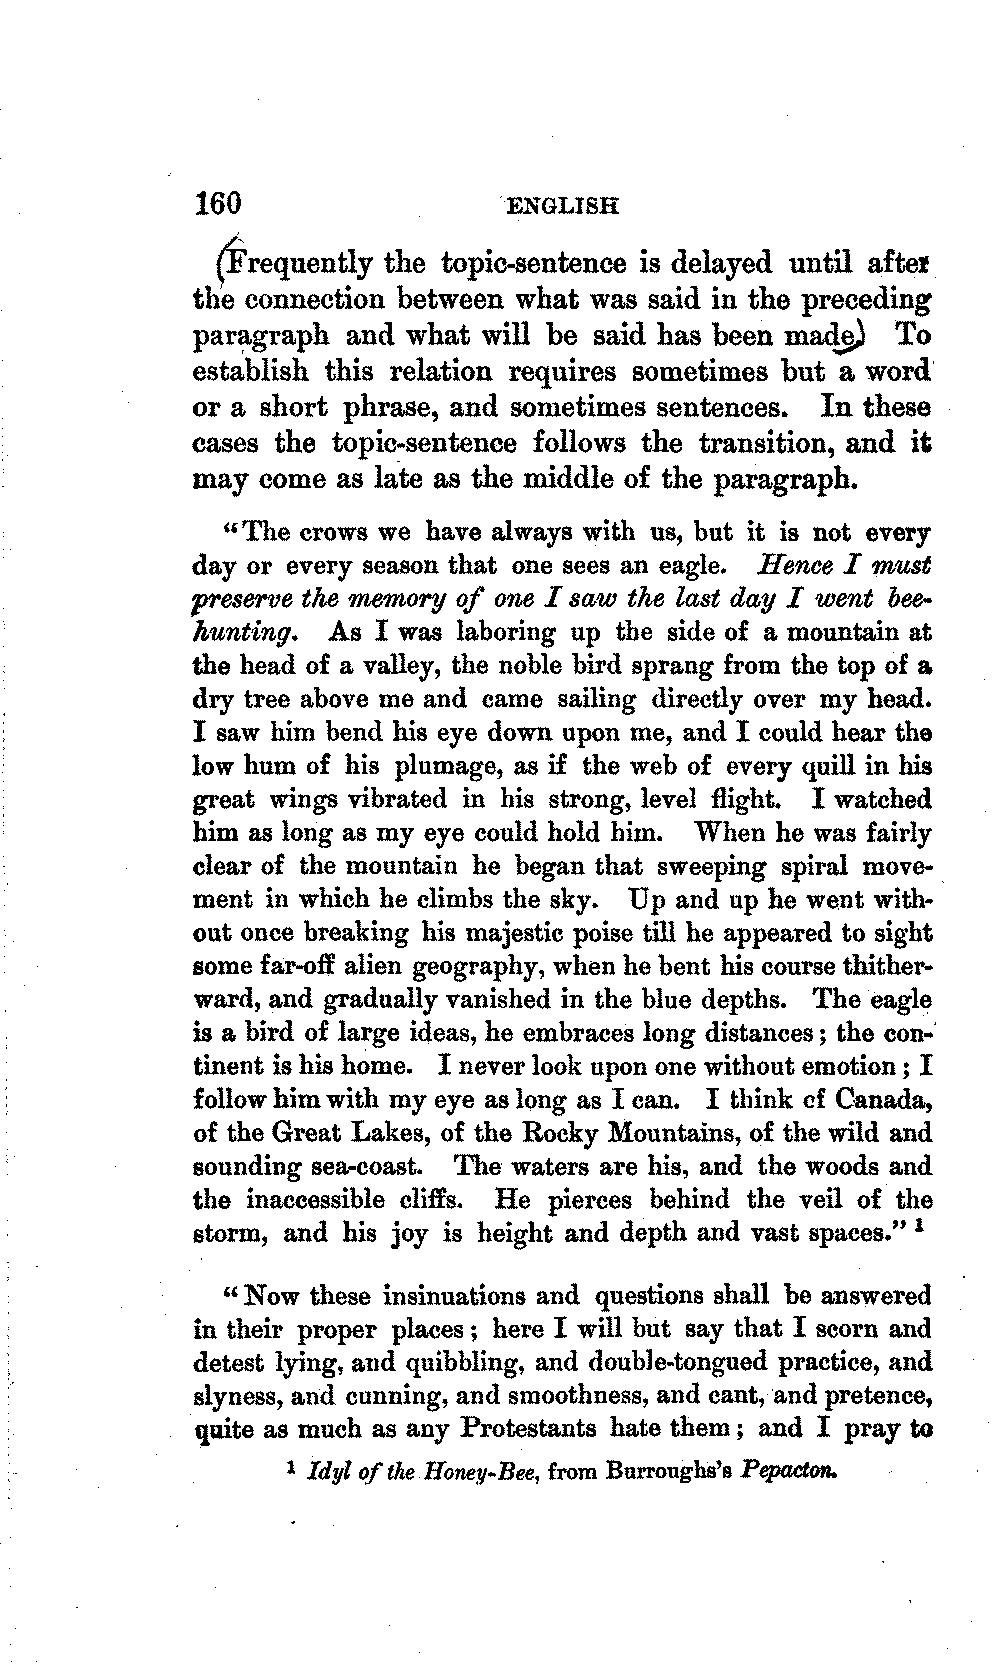 160 ENGLISH
(Frequently the topic-sentence is delayed until after
the connection between what was said in the preceding
paragraph and what will be said has been made) To
establish this relation requires sometimes but a word
or a short phrase, and sometimes sentences. In these
cases the topic-sentence follows the transition, and it
may come as late as the middle of the paragraph.
"The crows we have always with us, but it is not every
day or every season that one sees an eagle. Hence I must
preserve the memory of one I saw the last day I went bee-
hunting. As I was laboring up the side of a mountain at
the head of a valley, the noble bird sprang from the top of a
dry tree above me and came sailing directly over my head.
I saw him bend his eye down upon me, and I could hear the
low hum of his plumage, as if the web of every quill in his
great wings vibrated in his strong, level flight. I watched
him as long as my eye could hold him. When he was fairly
clear of the mountain he began that sweeping spiral move-
ment in which he climbs the sky. Up and up he went with-
out once breaking his majestic poise till he appeared to sight
some far-off alien geography, when he bent his course thither-
ward, and gradually vanished in the blue depths. The eagle
is a bird of large ideas, he embraces long distances; the con-
tinent is his home. I never look upon one without emotion; I
follow him with my eye as long as I can. I think of Canada,
of the Great Lakes, of the Rocky Mountains, of the wild and
sounding sea-coast. The waters are his, and the woods and
the inaccessible cliffs. He pierces behind the veil of the
storm, and his joy is height and depth and vast spaces." 1
"Now these insinuations and questions shall be answered
in their proper places; here I will but say that I scorn and
detest lying, and quibbling, and double-tongued practice, and
slyness, and cunning, and smoothness, and cant, and pretence,
quite as much as any Protestants hate them; and I pray to
1 Idyl of the Honey-Bee, from Burroughs's Pepacton.